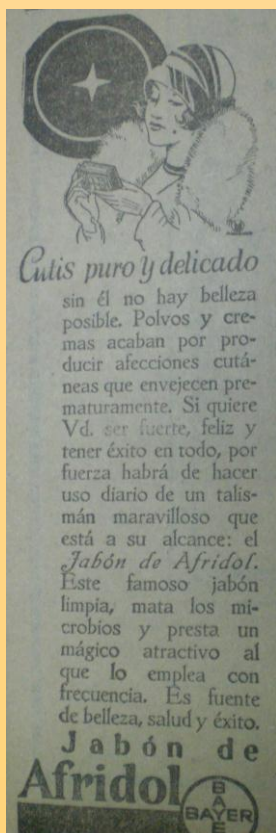 Cutis puro y delicado
sin él no hay belleza
posible. Polvos y cre-
mas acaban por pro-
ducir afecciones cutá-
neas que envejecen pre-
maturamente. Si quiere
Vd. ser fuerte, feliz y
tener éxito en todo, por
fuerza habrá de hacer
uso diario de un talis-
mán maravilloso que
está a su alcance: el
Jabón de Afridol.
Este famoso jabón
limpia, mata los mi-
crobios y presta un
mágico atractivo al
que lo emplea con
frecuencia. Es fuente
de belleza, salud y éxito.
Jabón de
Afridol
BAYER
BAYER